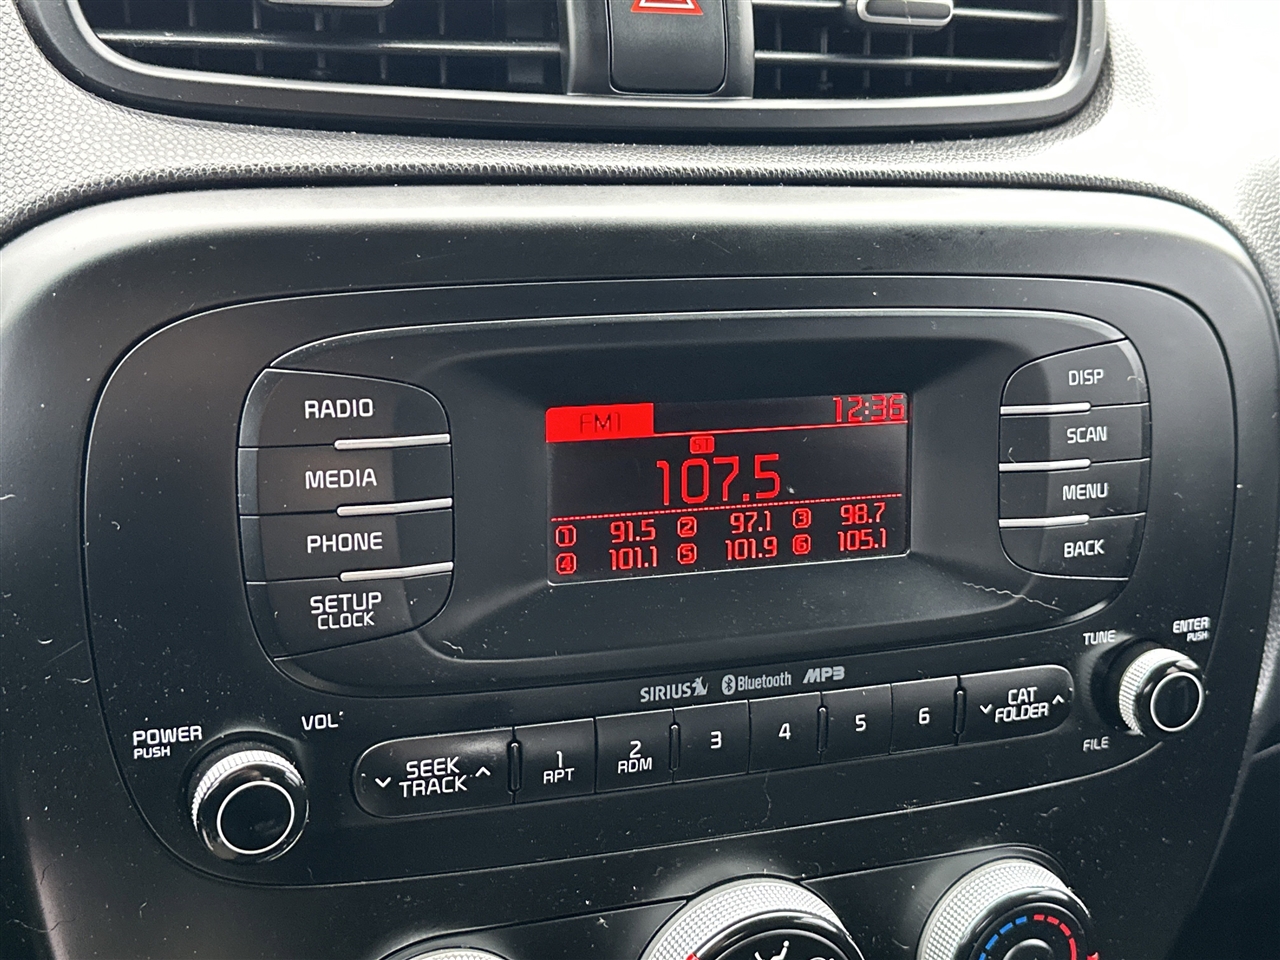 RADIO
MEDIA
PHONE
SETUP
CLOCK
FM1
12:36
ST
107.5
1 91.5 2 97.1 3 98.7
4 101.1 5 101.9 6 105.1
DISP
SCAN
MENU
BACK
SIRIUS Bluetooth MP3
POWER
PUSH
VOL
SEEK
TRACK
1
RPT
2
RDM
3
4
5
6
CAT
FOLDER
TUNE
FILE
ENTER
PUSH